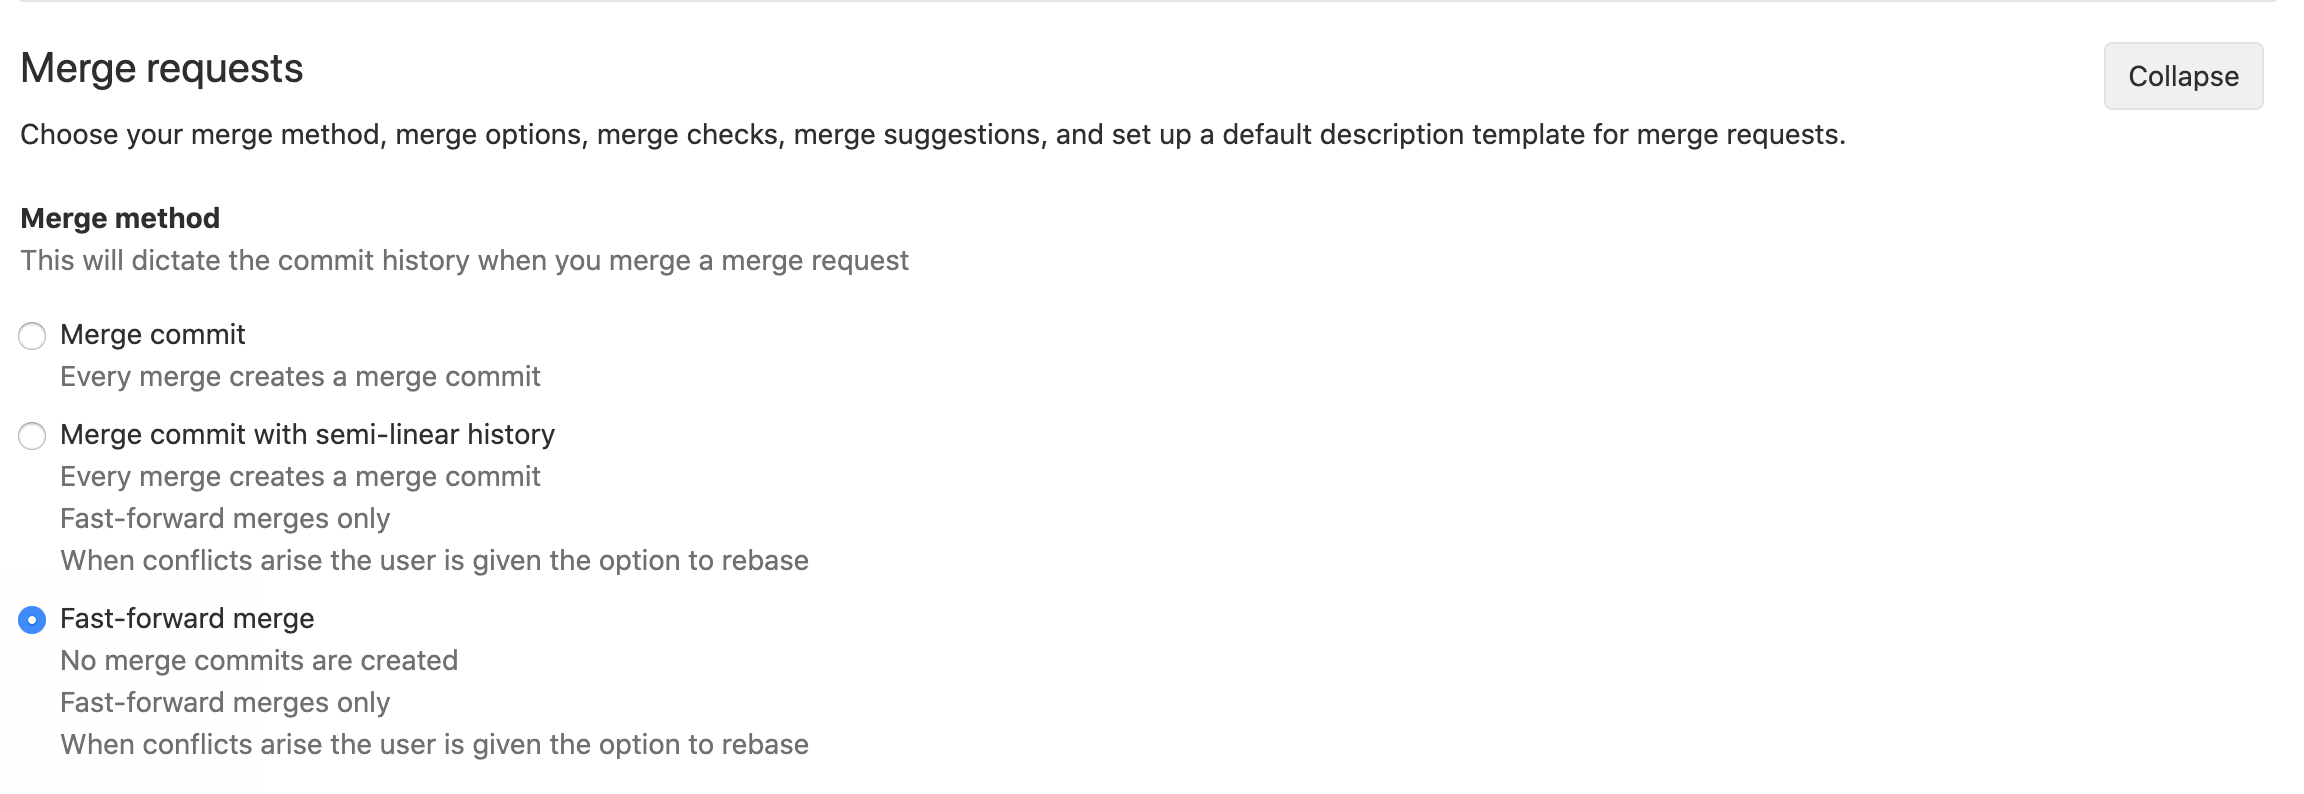 Merge requests
Collapse
Choose your merge method, merge options, merge checks, merge suggestions, and set up a default description template for merge requests.
Merge method
This will dictate the commit history when you merge a merge request
Merge commit
Every merge creates a merge commit
Merge commit with semi-linear history
Every merge creates a merge commit
Fast-forward merges only
When conflicts arise the user is given the option to rebase
Fast-forward merge
No merge commits are created
Fast-forward merges only
When conflicts arise the user is given the option to rebase